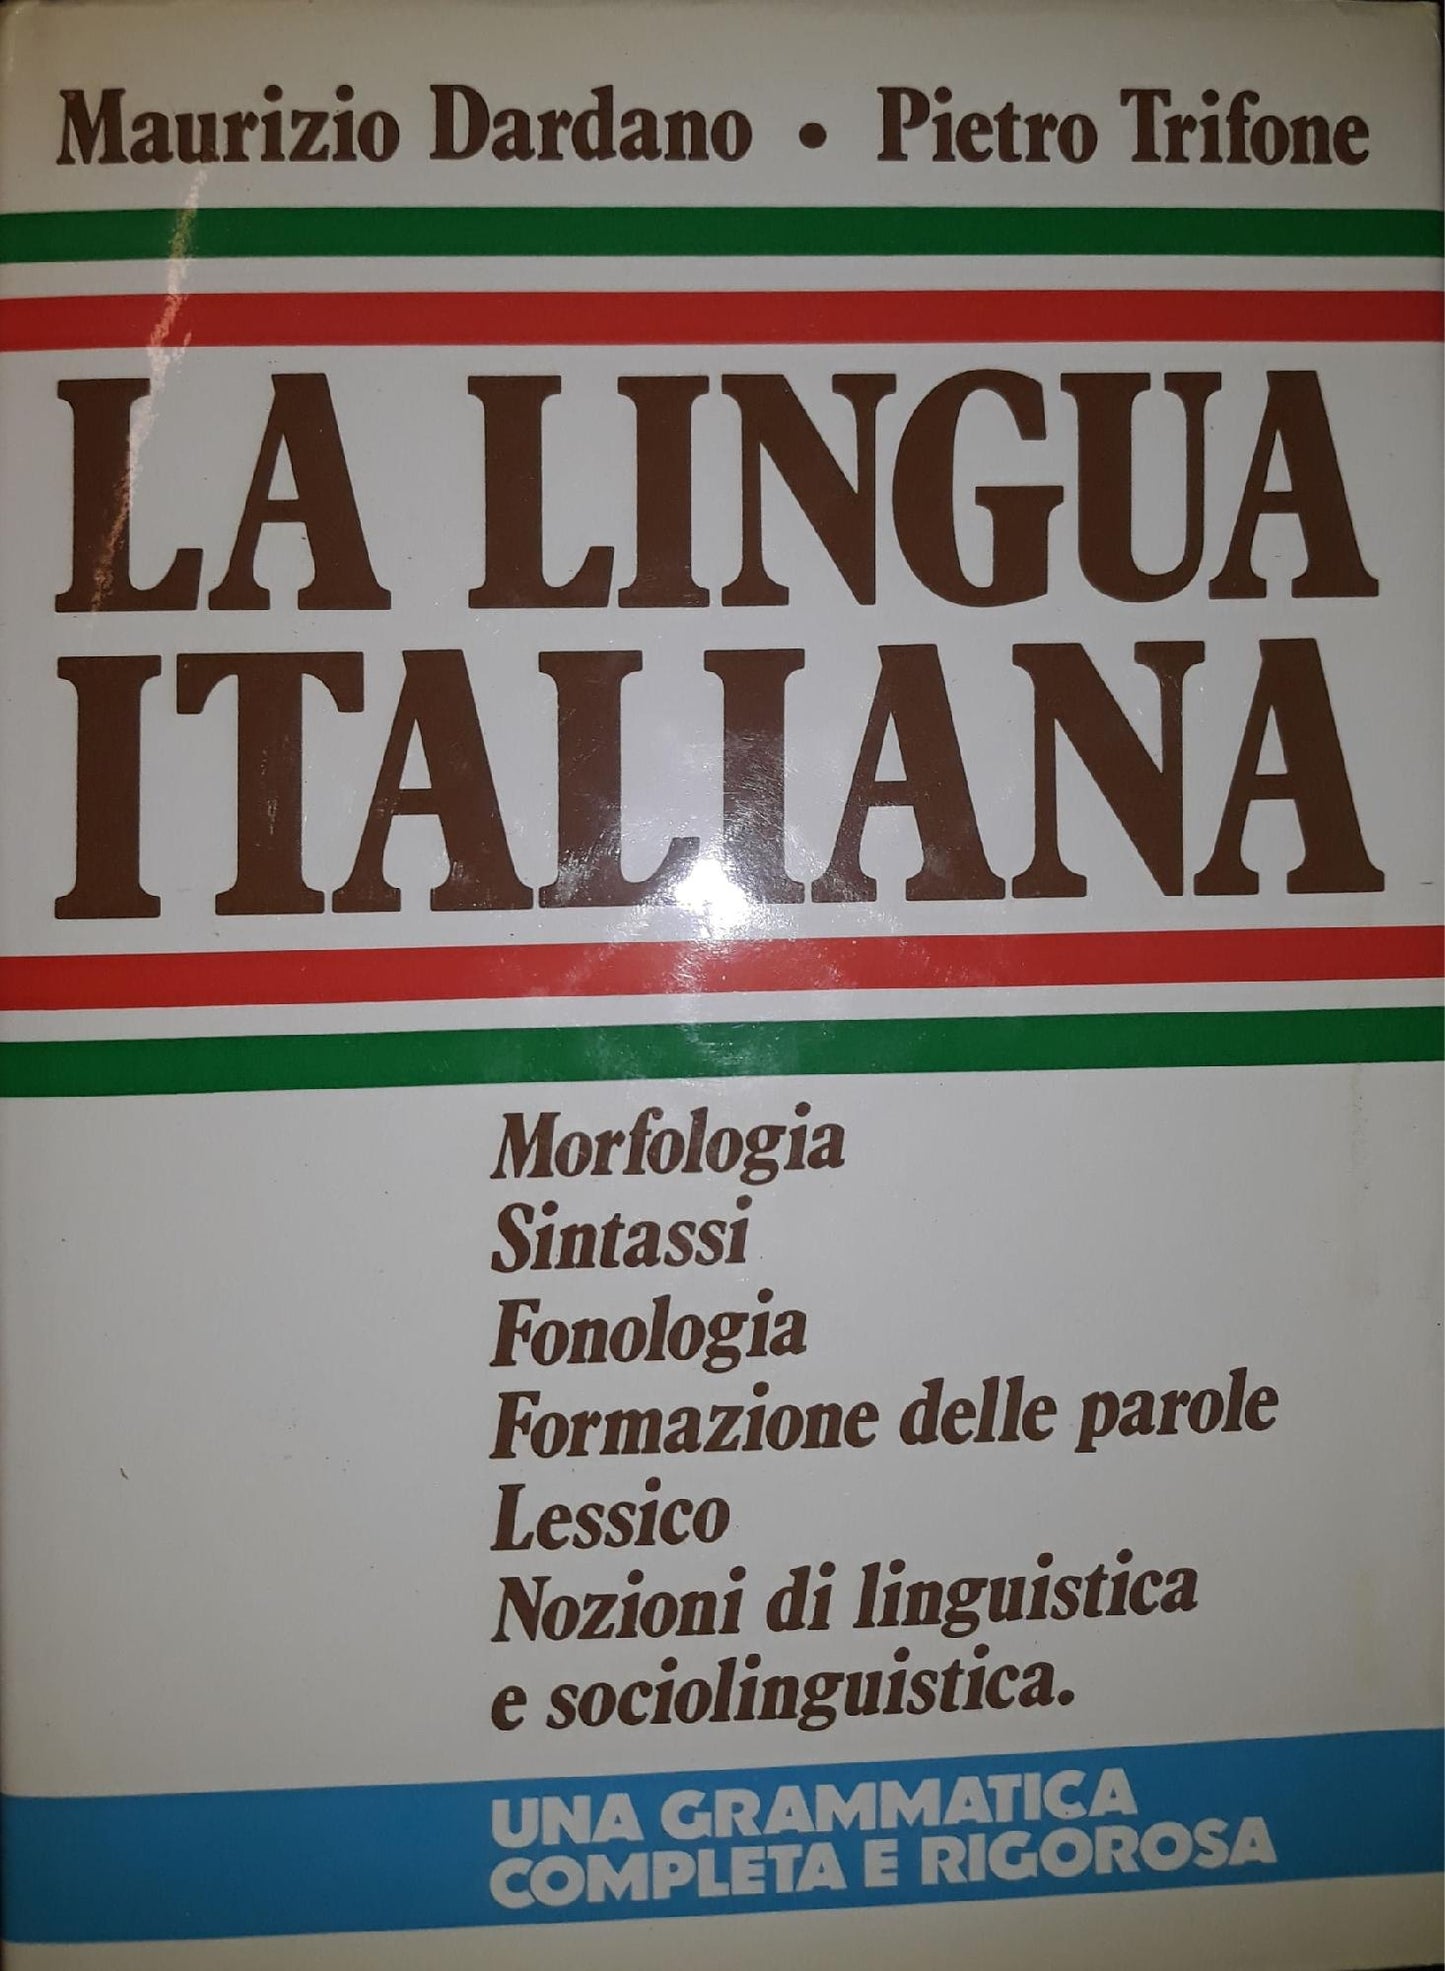 Maurizio Dardano • Pietro Trifone
LA LINGUA
ITALIANA
Morfologia
Sintassi
Fonologia
Formazione delle parole
Lessico
Nozioni di linguistica
e sociolinguistica.
UNA GRAMMATICA
COMPLETA E RIGOROSA